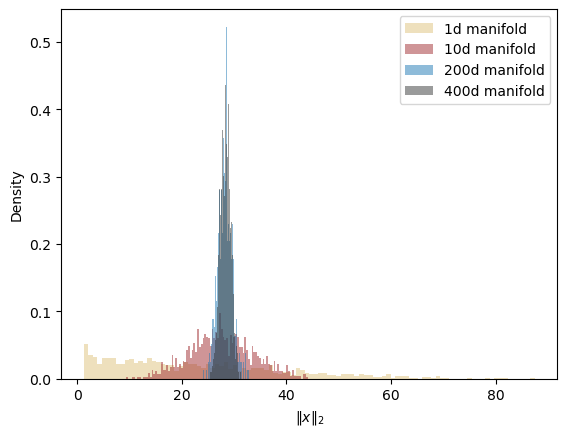 1d manifold
10d manifold
200d manifold
400d manifold
Density
0.5
0.4
0.3
0.2
0.1
0.0
0
20
40
60
80
‖x‖₂